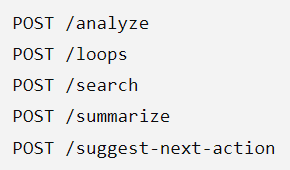 POST /analyze
POST /loops
POST /search
POST /summarize
POST /suggest-next-action